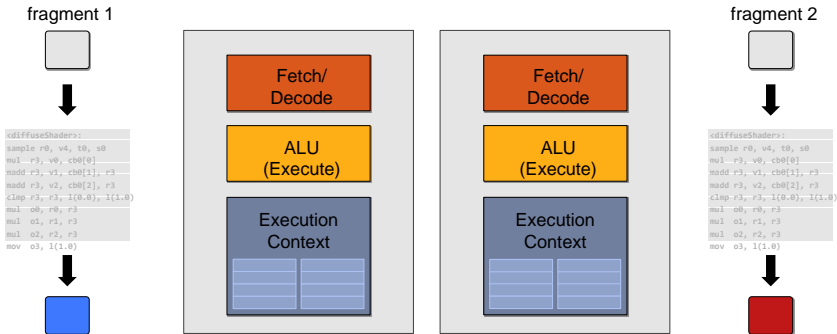 fragment 1
<diffuseShader>:
sample r0, v4, t0, s0
mul r3, v0, cb0[0]
madd r3, v1, cb0[1], r3
madd r3, v2, cb0[2], r3
clmp r3, r3, l(0.0), l(1.0)
mul o0, r0, r3
mul o1, r1, r3
mul o2, r2, r3
mov o3, l(1.0)
Fetch/
Decode
ALU
(Execute)
Execution
Context
Fetch/
Decode
ALU
(Execute)
Execution
Context
fragment 2
<diffuseShader>:
sample r0, v4, t0, s0
mul r3, v0, cb0[0]
madd r3, v1, cb0[1], r3
madd r3, v2, cb0[2], r3
clmp r3, r3, l(0.0), l(1.0)
mul o0, r0, r3
mul o1, r1, r3
mul o2, r2, r3
mov o3, l(1.0)